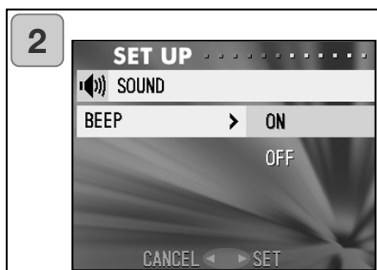 2
SET UP
SOUND
BEEP > ON
OFF
CANCEL ◄ ► SET